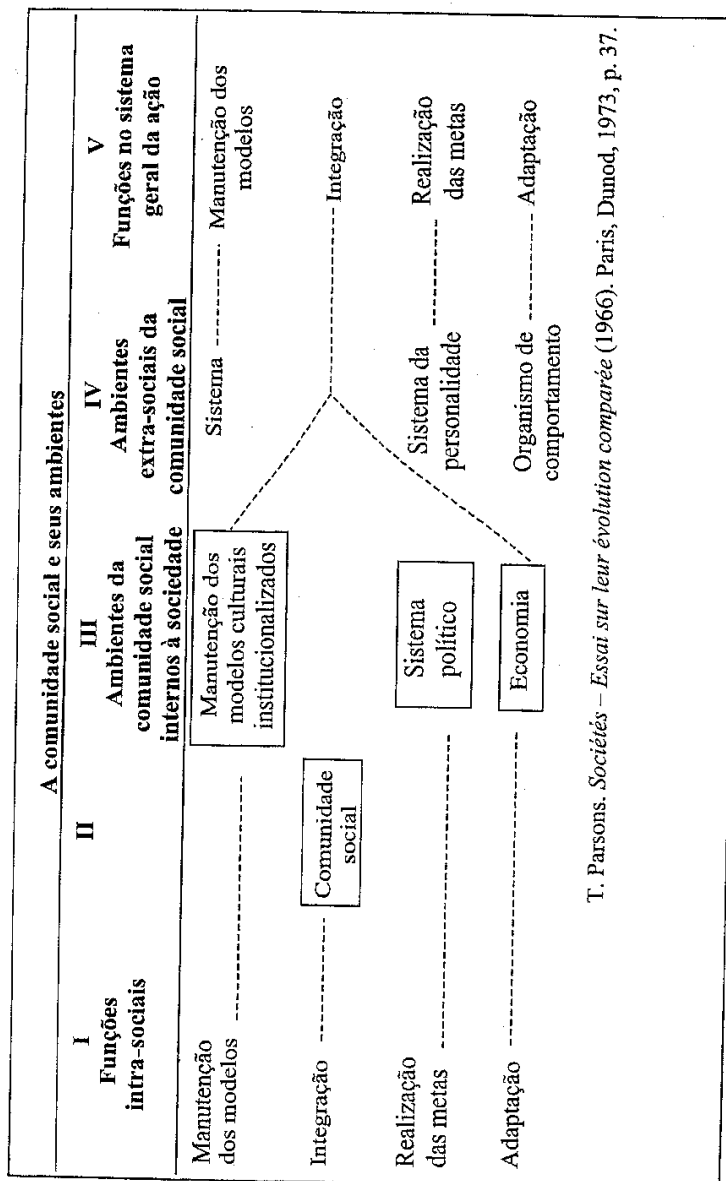 A comunidade social e seus ambientes
I
Funções
intra-sociais
II
III
Ambientes da
comunidade social
internos à sociedade
IV
Ambientes
extra-sociais da
comunidade social
V
Funções no sistema
geral da ação
Manutenção
dos modelos
Manutenção dos
modelos culturais
institucionalizados
Sistema
Manutenção dos
modelos
Integração
Comunidade
social
Integração
Realização
das metas
Sistema
político
Sistema da
personalidade
Realização
das metas
Adaptação
Economia
Organismo de
comportamento
Adaptação
T. Parsons. Sociétés – Essai sur leur évolution comparée (1966). Paris, Dunod, 1973, p. 37.